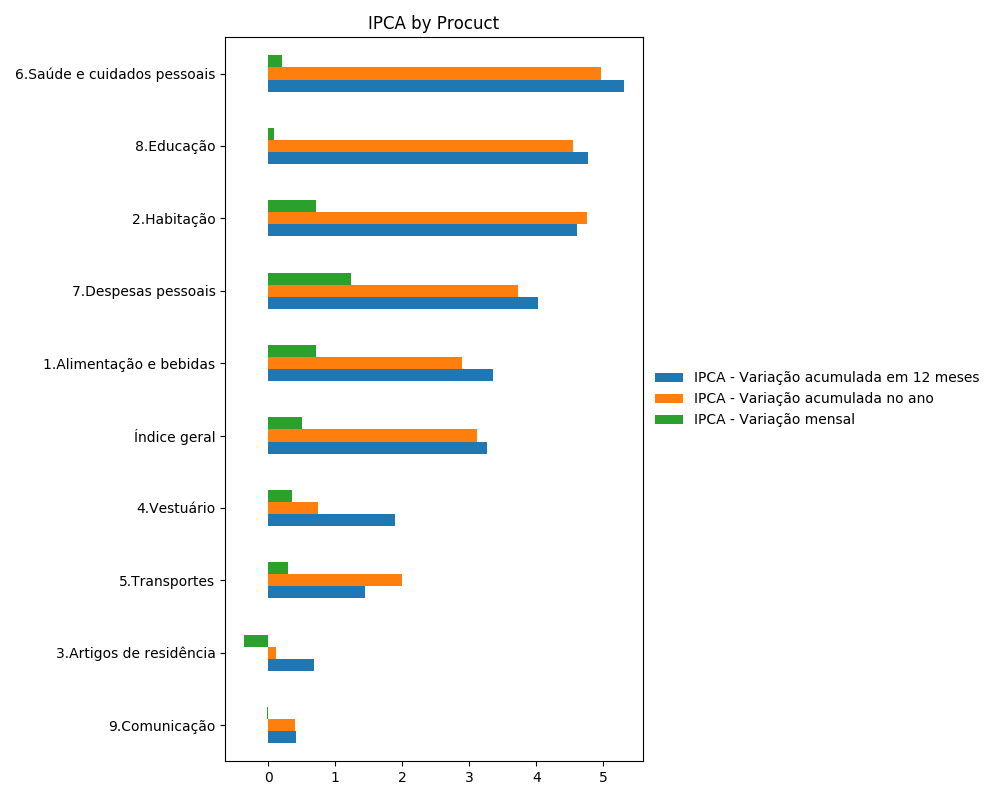 IPCA by Procuct
6.Saúde e cuidados pessoais
8.Educação
2.Habitação
7.Despesas pessoais
1.Alimentação e bebidas
Índice geral
4.Vestuário
5.Transportes
3.Artigos de residência
9.Comunicação
0 1 2 3 4 5
IPCA - Variação acumulada em 12 meses
IPCA - Variação acumulada no ano
IPCA - Variação mensal